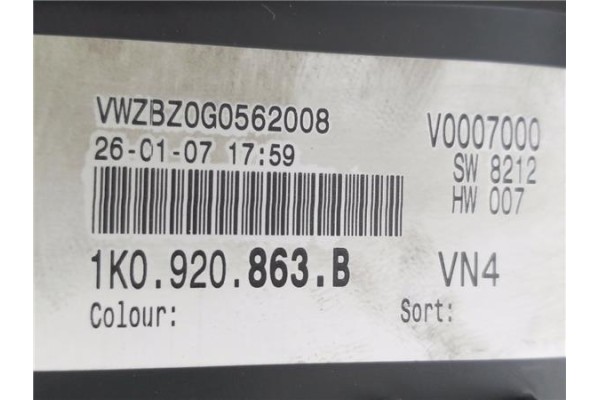 VWZBZ0G0562008
V0007000
26-01-07 17:59
SW 8212
HW 007
1K0.920.863.B
VN4
Colour:
Sort: